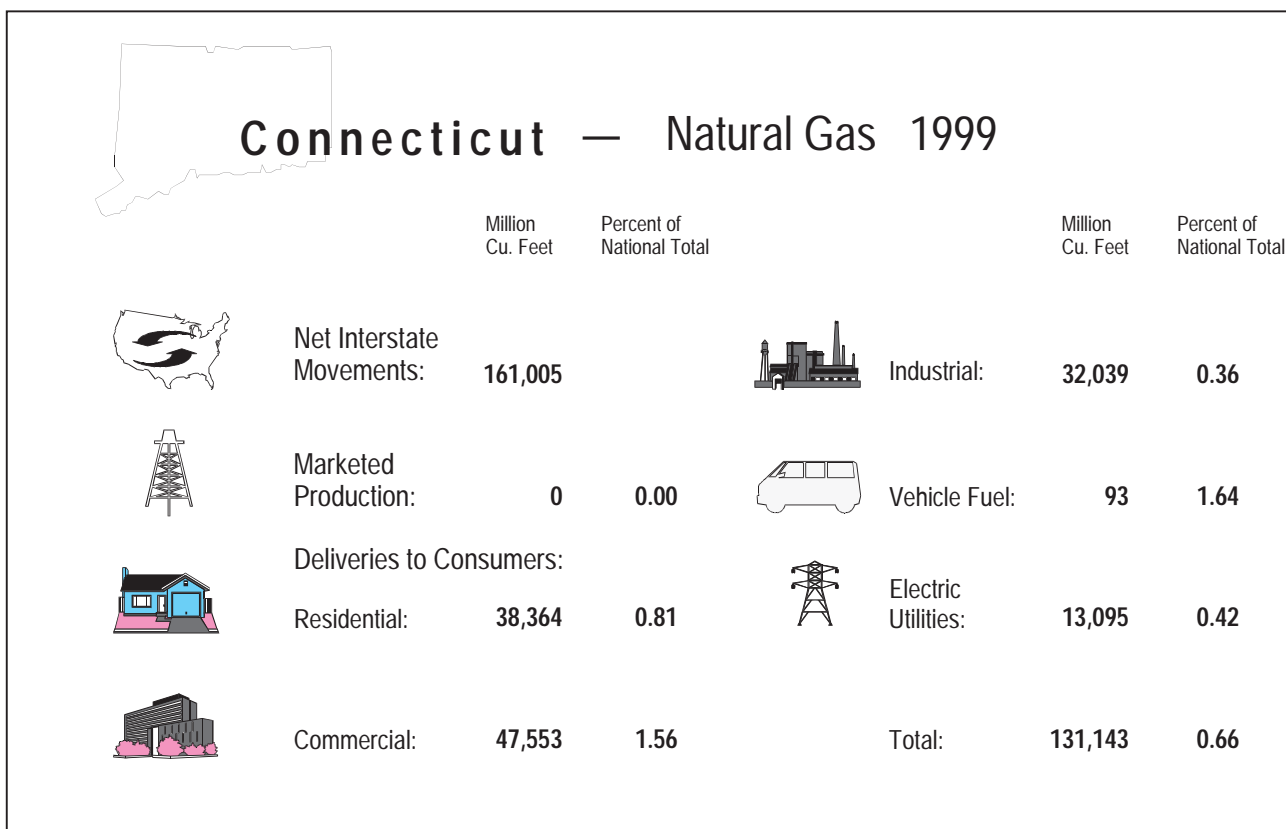 Connecticut — Natural Gas 1999
Million
Cu. Feet
Percent of
National Total
Net Interstate
Movements: 161,005
Marketed
Production: 0 0.00
Deliveries to Consumers:
Residential: 38,364 0.81
Commercial: 47,553 1.56
Million
Cu. Feet
Percent of
National Total
Industrial: 32,039 0.36
Vehicle Fuel: 93 1.64
Electric
Utilities: 13,095 0.42
Total: 131,143 0.66